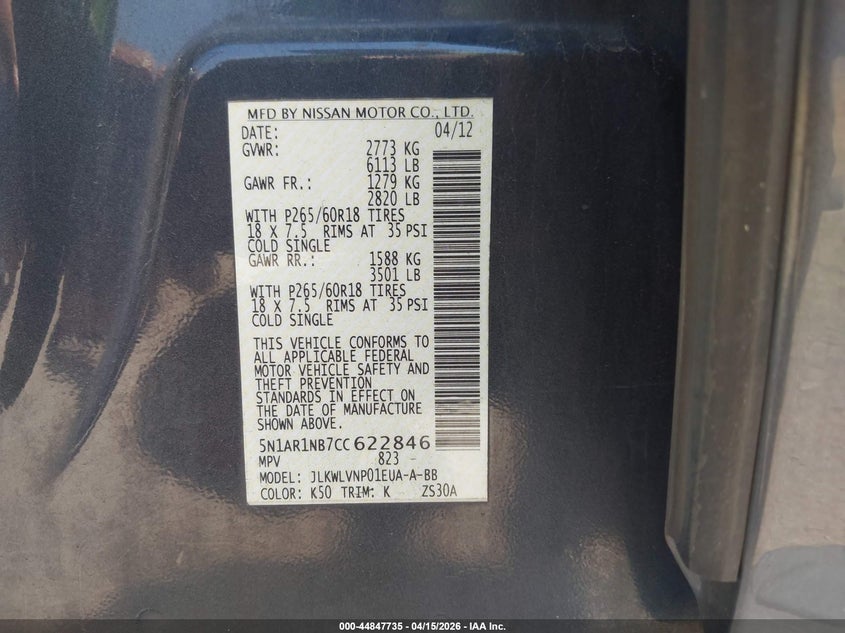 MFD BY NISSAN MOTOR CO., LTD.
DATE: 04/12
GVWR: 2773 KG
6113 LB
GAWR FR.: 1279 KG
2820 LB
WITH P265/60R18 TIRES
18 X 7.5 RIMS AT 35 PSI
COLD SINGLE
GAWR RR.: 1588 KG
3501 LB
WITH P265/60R18 TIRES
18 X 7.5 RIMS AT 35 PSI
COLD SINGLE
THIS VEHICLE CONFORMS TO
ALL APPLICABLE FEDERAL
MOTOR VEHICLE SAFETY AND
THEFT PREVENTION
STANDARDS IN EFFECT ON
THE DATE OF MANUFACTURE
SHOWN ABOVE.
5N1AR1NB7CC622846
MPV 823
MODEL: JLKWLVNP01EUA-A-BB
COLOR: K50 TRIM: K ZS30A
000-44847735 - 04/15/2026 - IAA Inc.